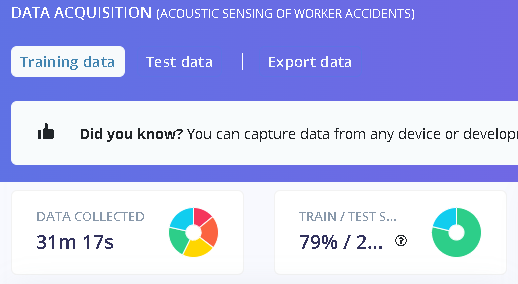 DATA ACQUISITION (ACOUSTIC SENSING OF WORKER ACCIDENTS)
Training data Test data Export data
Did you know? You can capture data from any device or develop
DATA COLLECTED
31m 17s
TRAIN / TEST S...
79% / 2...